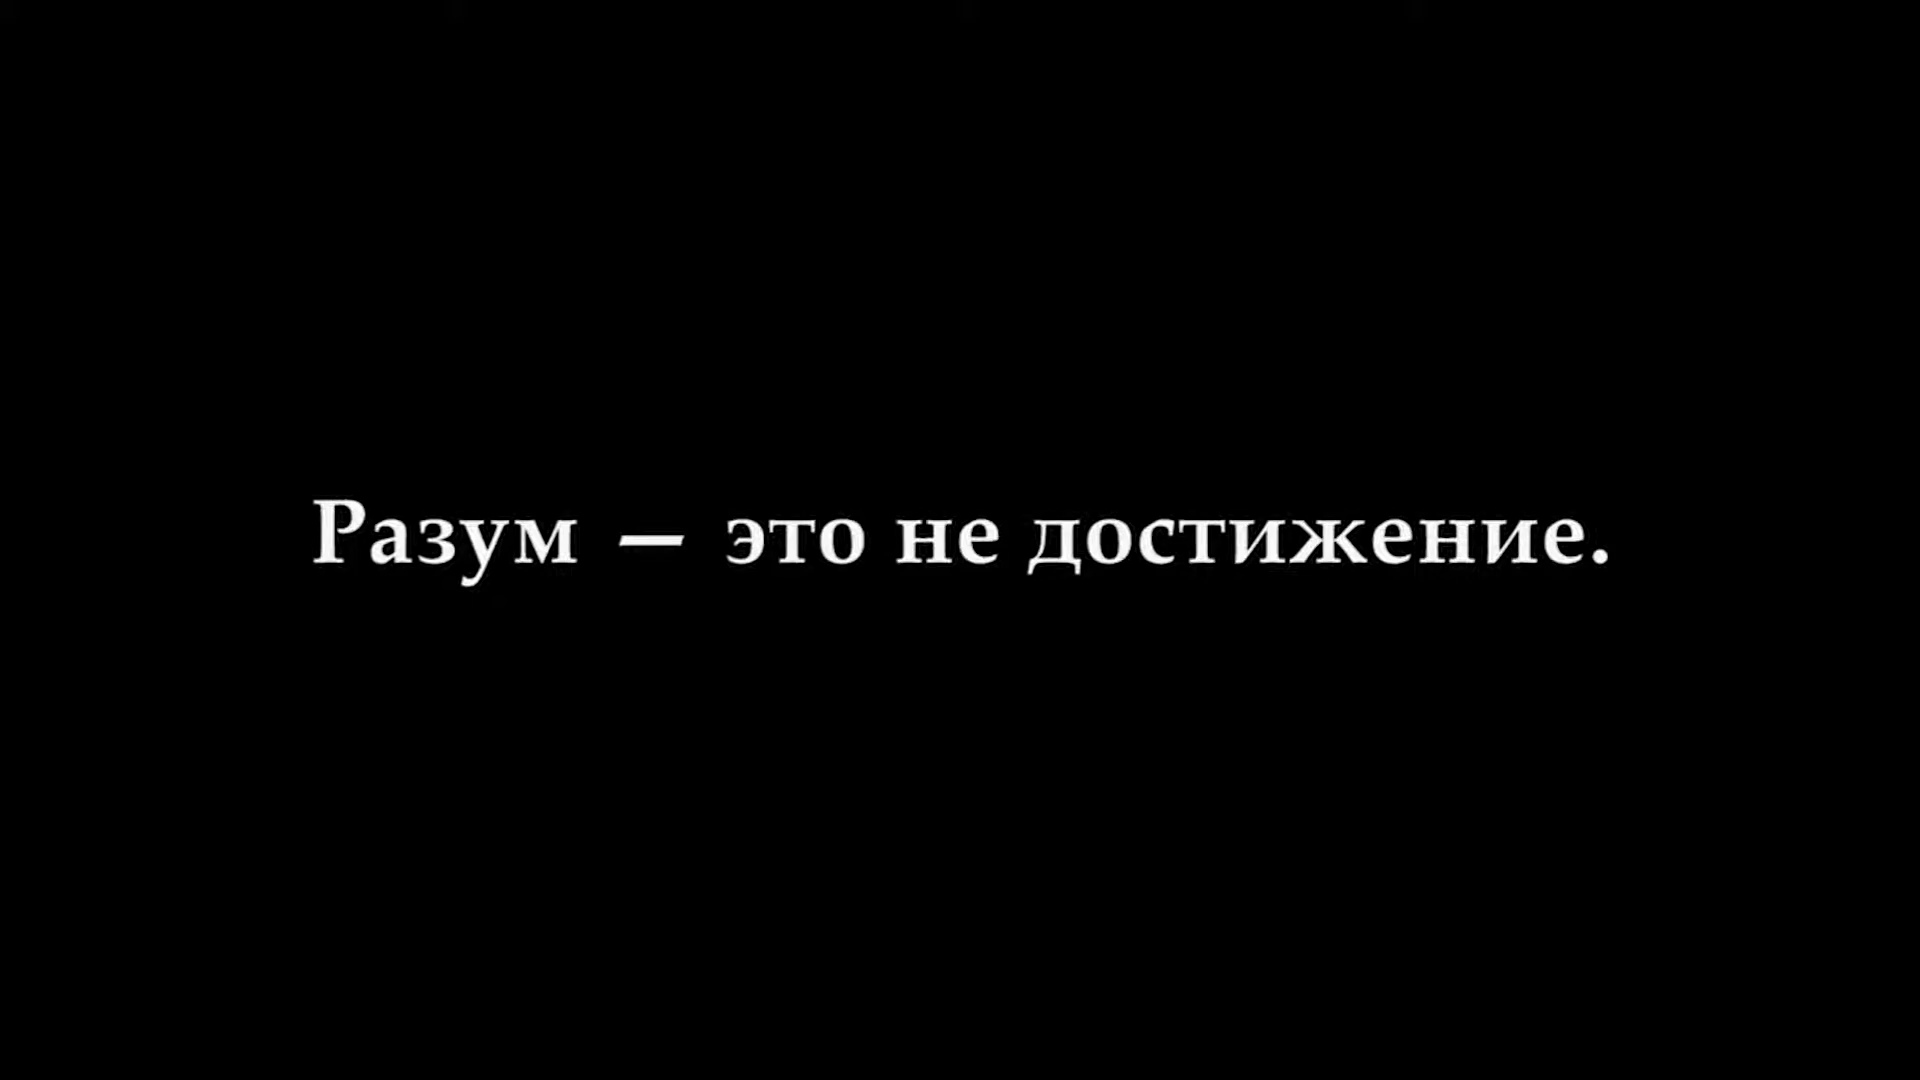 Разум — это не достижение.